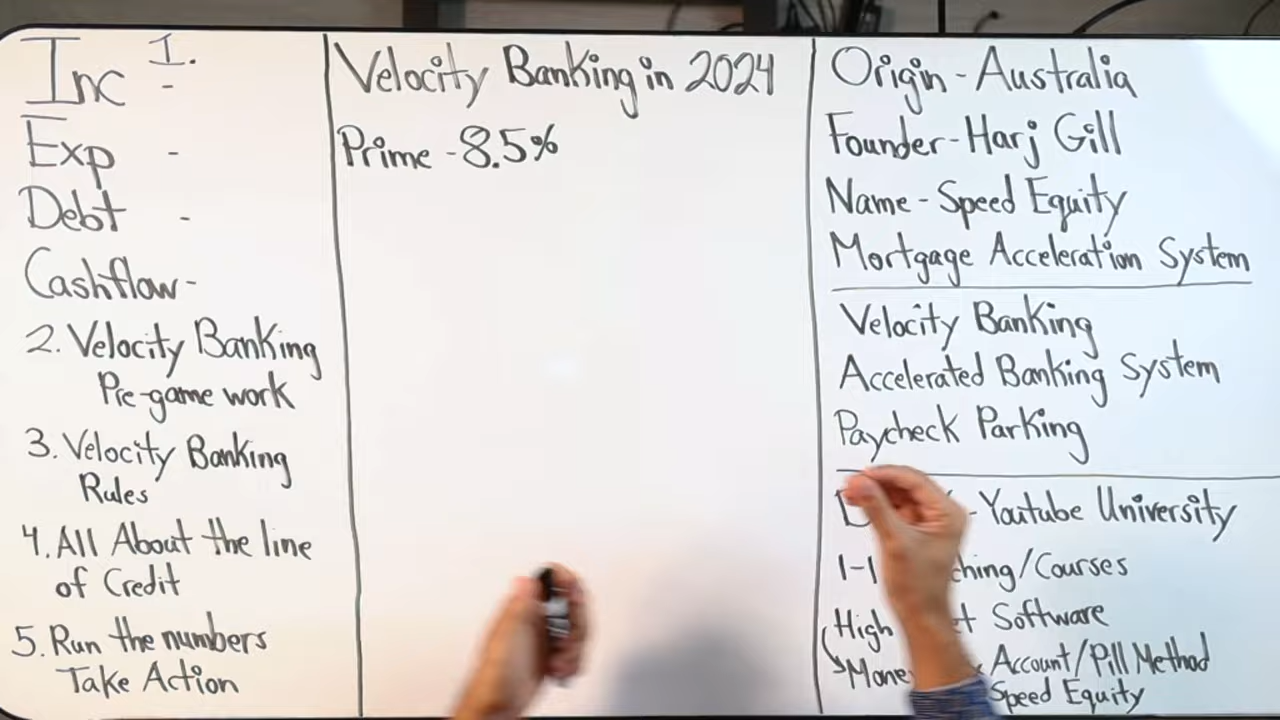 Inc - 1.
Exp -
Debt -
Cashflow-
2. Velocity Banking
Pre-game work
3. Velocity Banking
Rules
4. All About the line
of Credit
5. Run the numbers
Take Action
Velocity Banking in 2024
Prime - 8.5%
Origin - Australia
Founder - Harj Gill
Name - Speed Equity
Mortgage Acceleration System
Velocity Banking
Accelerated Banking System
Paycheck Parking
- Youtube University
1-1 /Courses
High Software
Account/Pill Method
Speed Equity